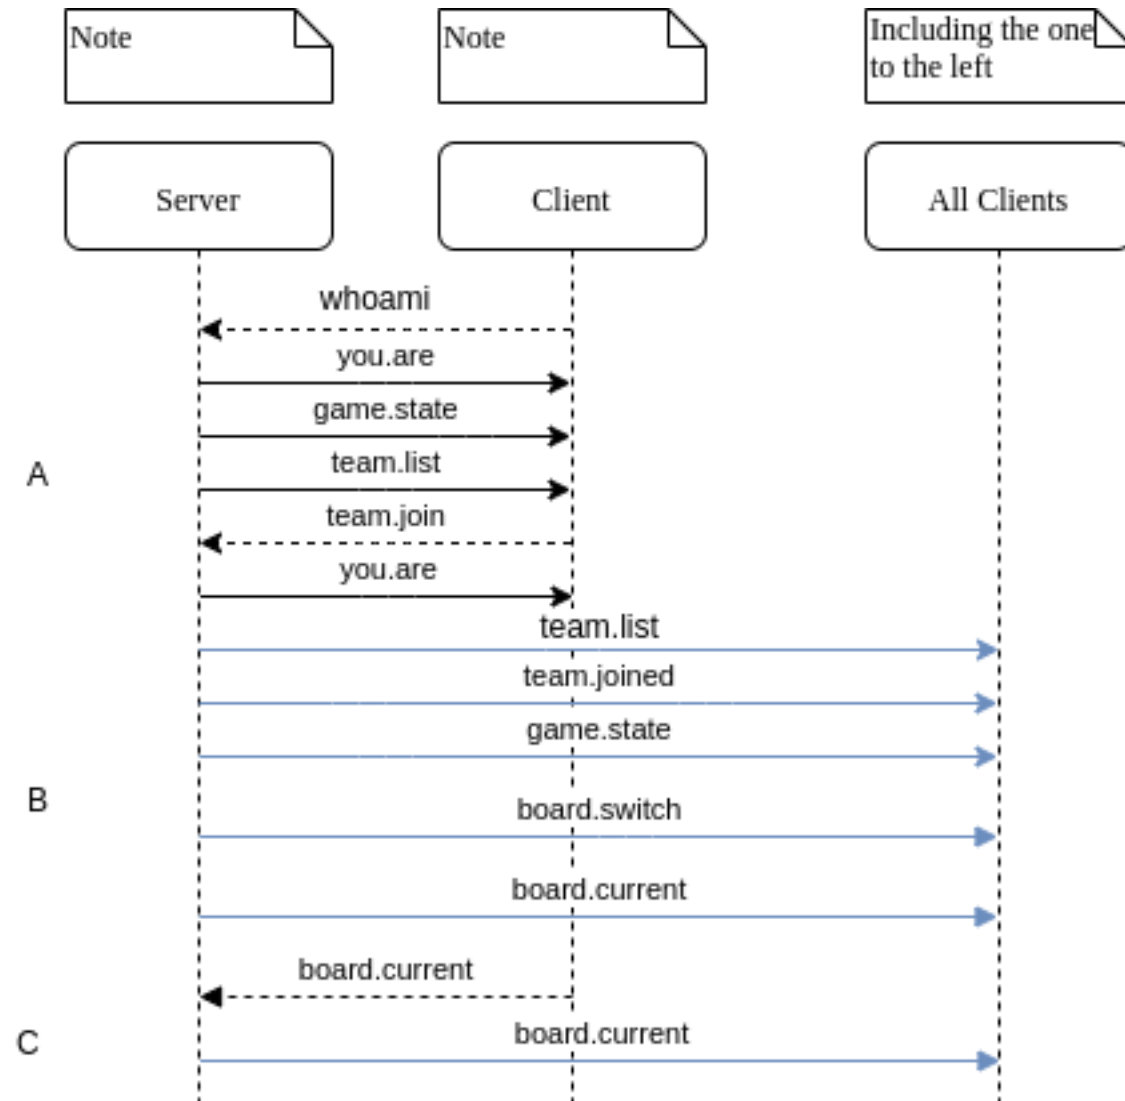 Note
Note
Including the one
to the left
Server
Client
All Clients
whoami
you.are
game.state
team.list
A
team.join
you.are
team.list
team.joined
game.state
B
board.switch
board.current
board.current
C
board.current